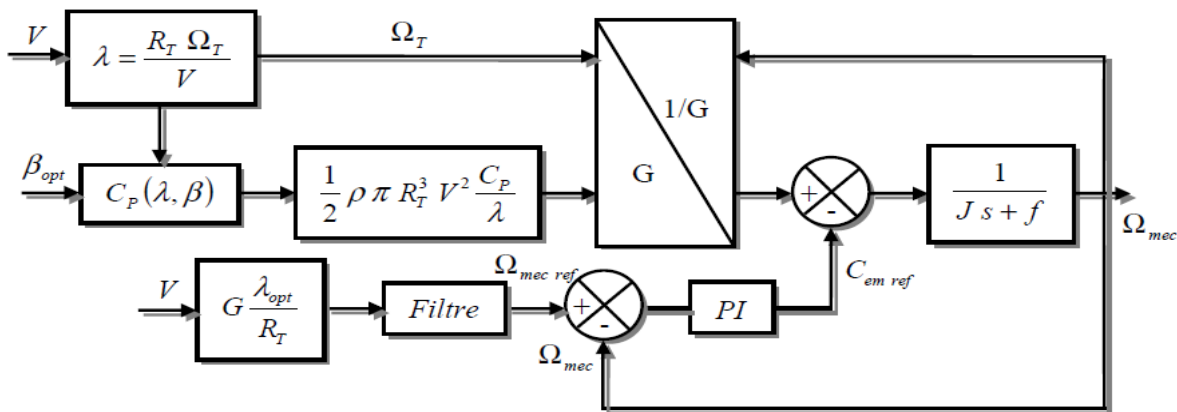 V
λ = R_T Ω_T / V
Ω_T
1/G
G
β_opt
C_P(λ, β)
1/2 ρ π R_T^3 V^2 C_P/λ
+
-
1 / (J s + f)
Ω_mec
C_em ref
V
G λ_opt / R_T
Filtre
Ω_mec ref
+
-
PI
Ω_mec